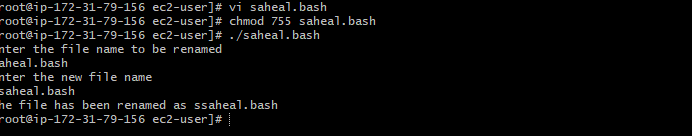 root@ip-172-31-79-156 ec2-user]# vi saheal.bash
root@ip-172-31-79-156 ec2-user]# chmod 755 saheal.bash
root@ip-172-31-79-156 ec2-user]# ./saheal.bash
nter the file name to be renamed
aheal.bash
nter the new file name
saheal.bash
he file has been renamed as ssaheal.bash
root@ip-172-31-79-156 ec2-user]#